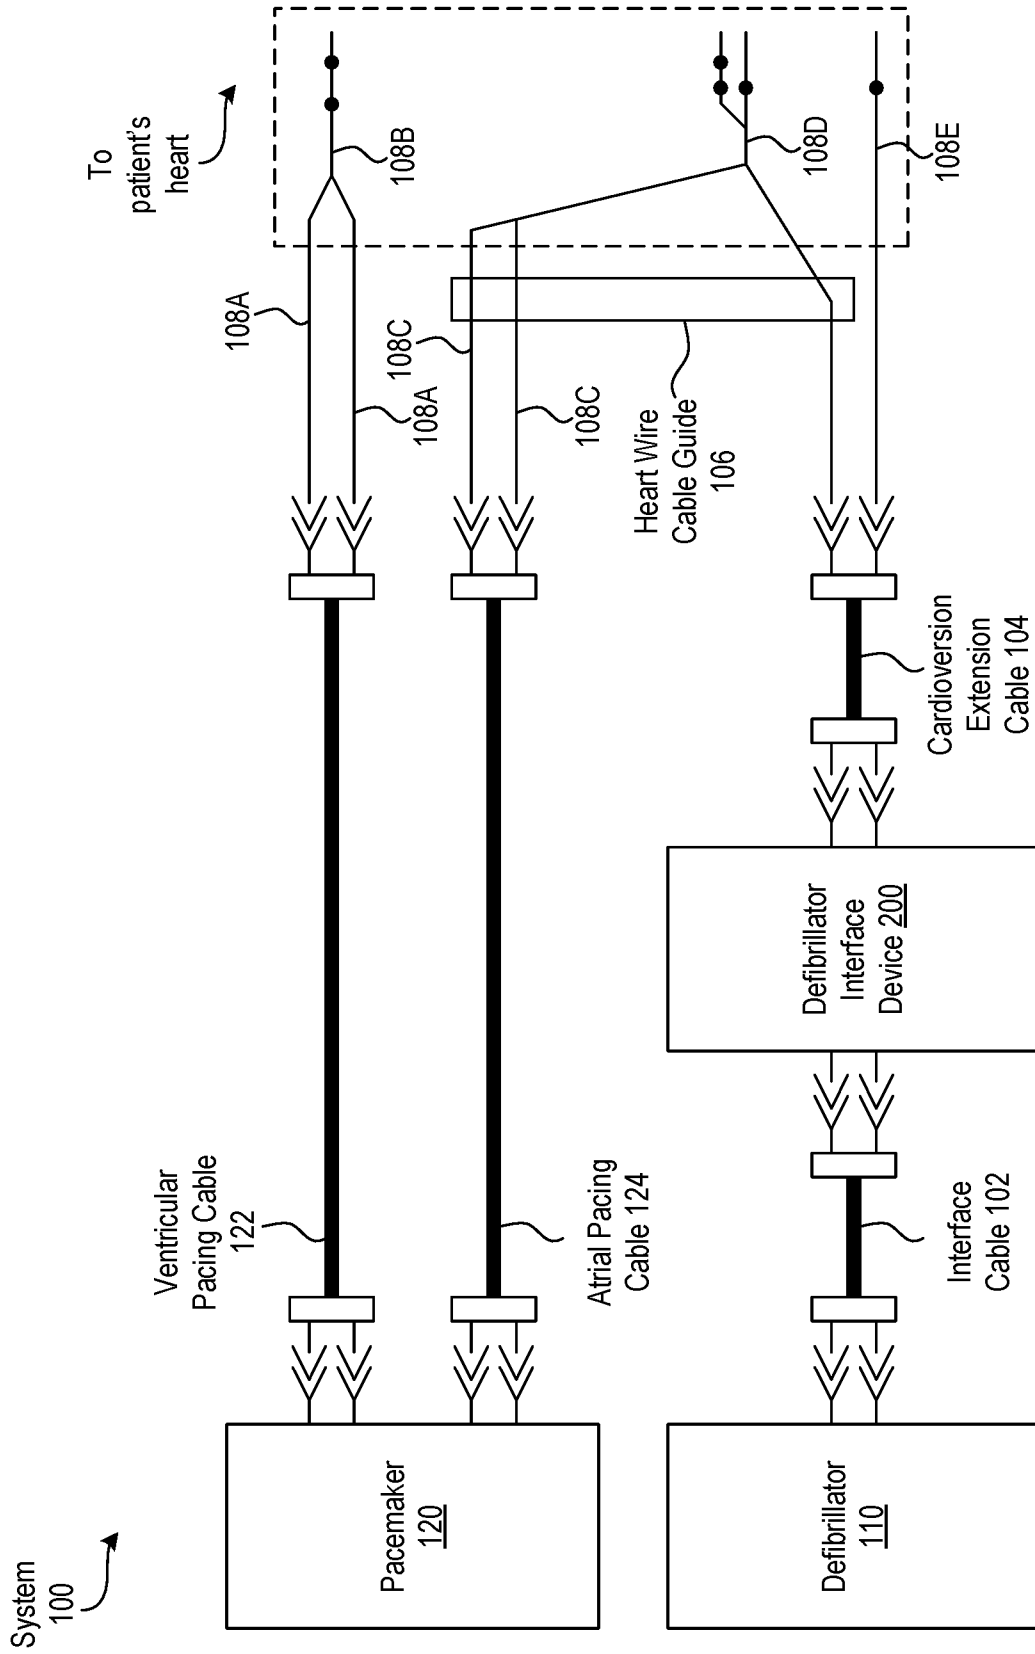 System
100
To
patient's
heart
108A
108A
108B
108C
108C
108D
108E
Heart Wire
Cable Guide
106
Ventricular
Pacing Cable
122
Atrial Pacing
Cable 124
Cardioversion
Extension
Cable 104
Interface
Cable 102
Pacemaker
120
Defibrillator
Interface
Device 200
Defibrillator
110